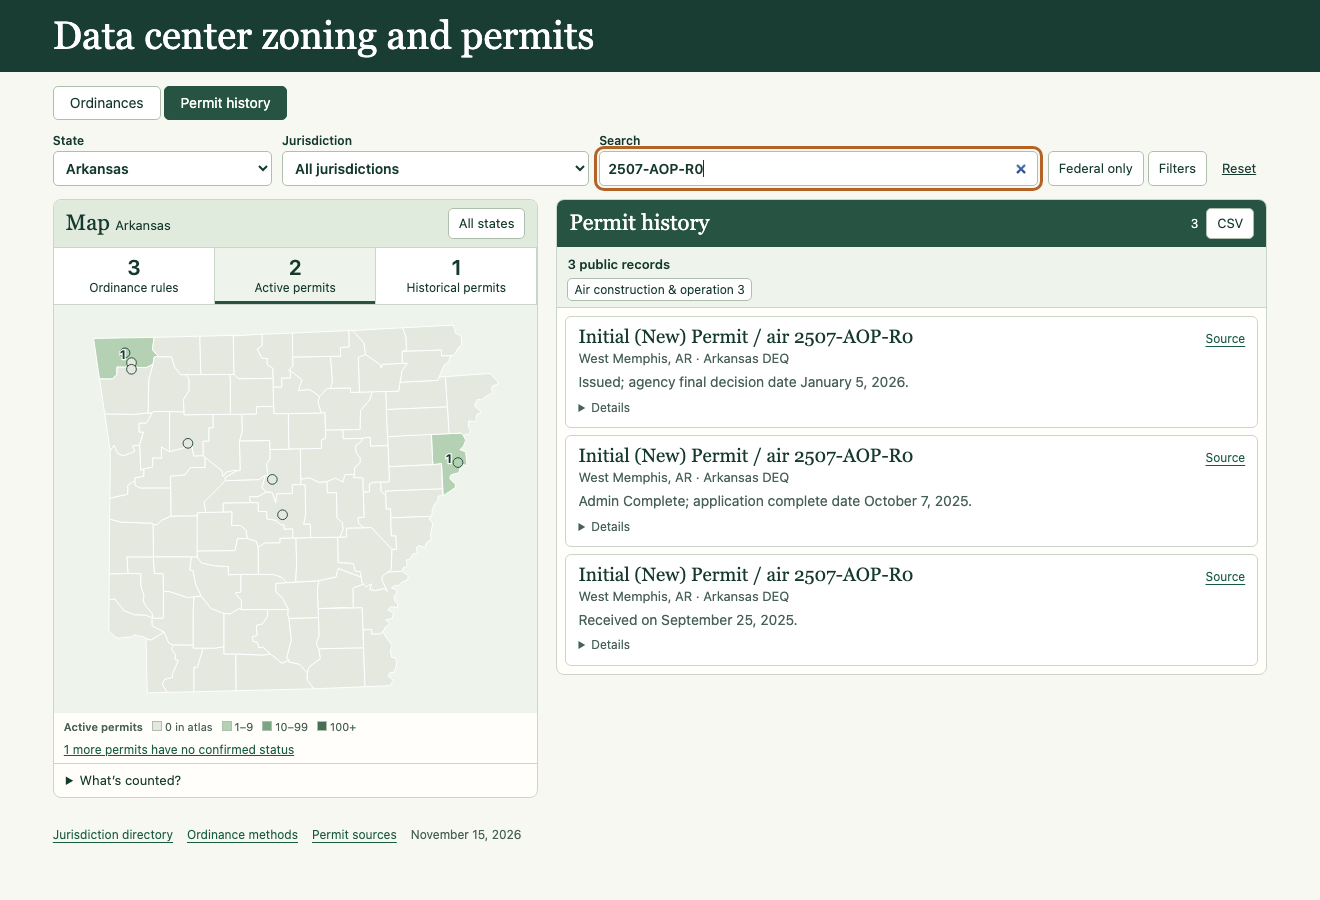 Data center zoning and permits
Ordinances
Permit history
State
Jurisdiction
Search
Arkansas
All jurisdictions
2507-AOP-R0
Federal only
Filters
Reset
Map Arkansas
All states
3
Ordinance rules
2
Active permits
1
Historical permits
1
1
Active permits 0 in atlas 1–9 10–99 100+
1 more permits have no confirmed status
What's counted?
Permit history
3
CSV
3 public records
Air construction & operation 3
Initial (New) Permit / air 2507-AOP-R0
Source
West Memphis, AR · Arkansas DEQ
Issued; agency final decision date January 5, 2026.
Details
Initial (New) Permit / air 2507-AOP-R0
Source
West Memphis, AR · Arkansas DEQ
Admin Complete; application complete date October 7, 2025.
Details
Initial (New) Permit / air 2507-AOP-R0
Source
West Memphis, AR · Arkansas DEQ
Received on September 25, 2025.
Details
Jurisdiction directory Ordinance methods Permit sources November 15, 2026